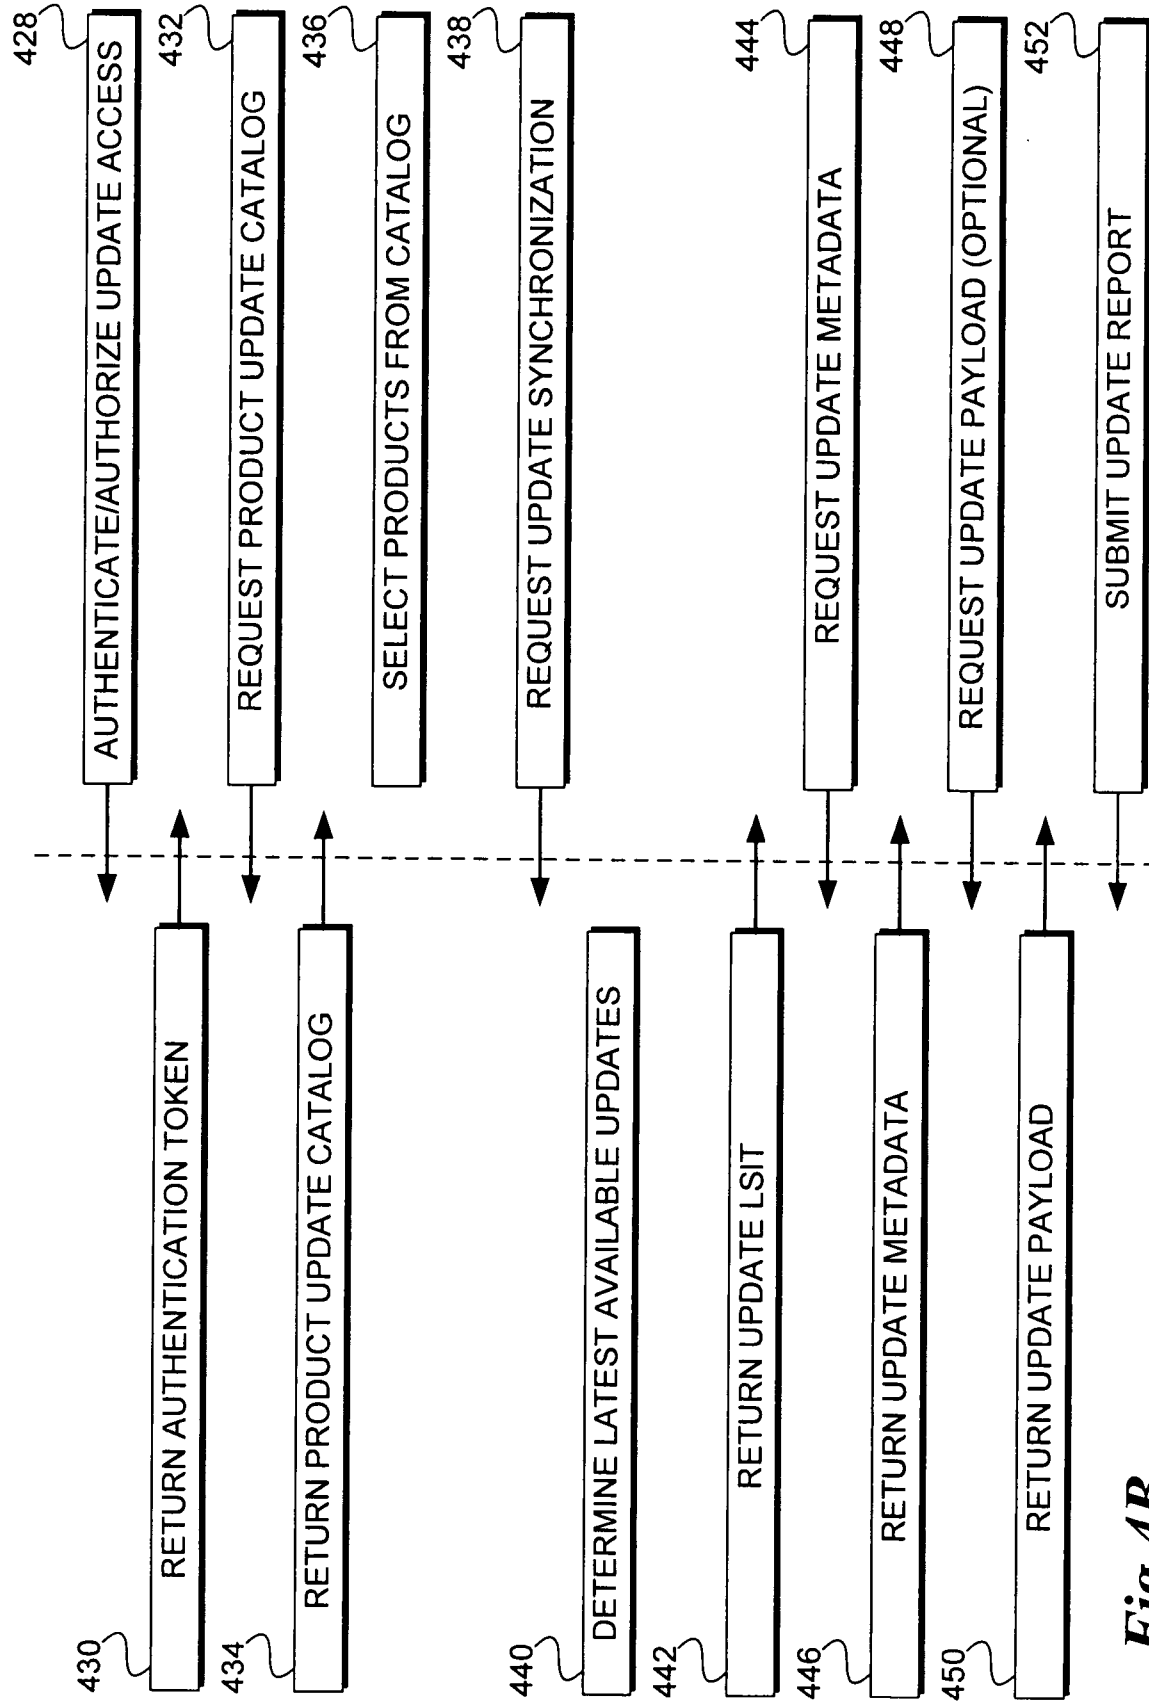 428
AUTHENTICATE/AUTHORIZE UPDATE ACCESS
430
RETURN AUTHENTICATION TOKEN
432
REQUEST PRODUCT UPDATE CATALOG
434
RETURN PRODUCT UPDATE CATALOG
436
SELECT PRODUCTS FROM CATALOG
438
REQUEST UPDATE SYNCHRONIZATION
440
DETERMINE LATEST AVAILABLE UPDATES
442
RETURN UPDATE LSIT
444
REQUEST UPDATE METADATA
446
RETURN UPDATE METADATA
448
REQUEST UPDATE PAYLOAD (OPTIONAL)
450
RETURN UPDATE PAYLOAD
452
SUBMIT UPDATE REPORT
Fig.4B.